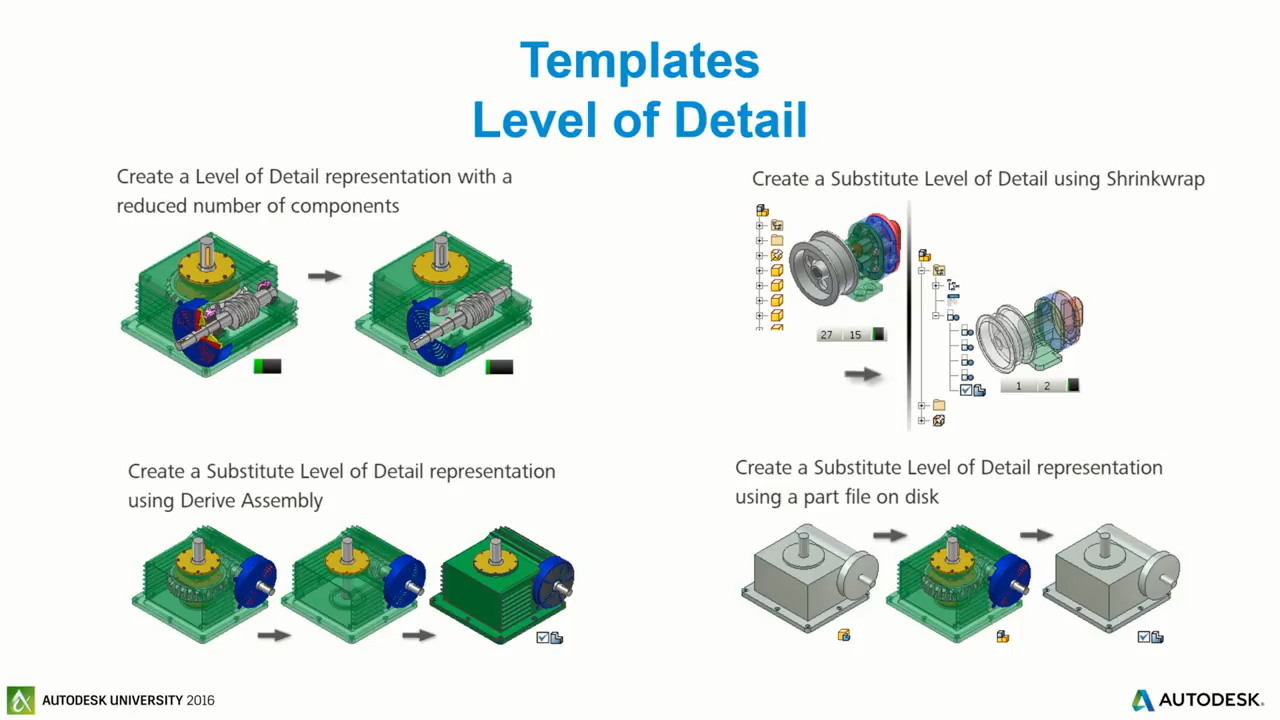 Templates
Level of Detail
Create a Level of Detail representation with a
reduced number of components
Create a Substitute Level of Detail using Shrinkwrap
27 15
1 2
Create a Substitute Level of Detail representation
using Derive Assembly
Create a Substitute Level of Detail representation
using a part file on disk
AUTODESK UNIVERSITY 2016
AUTODESK.